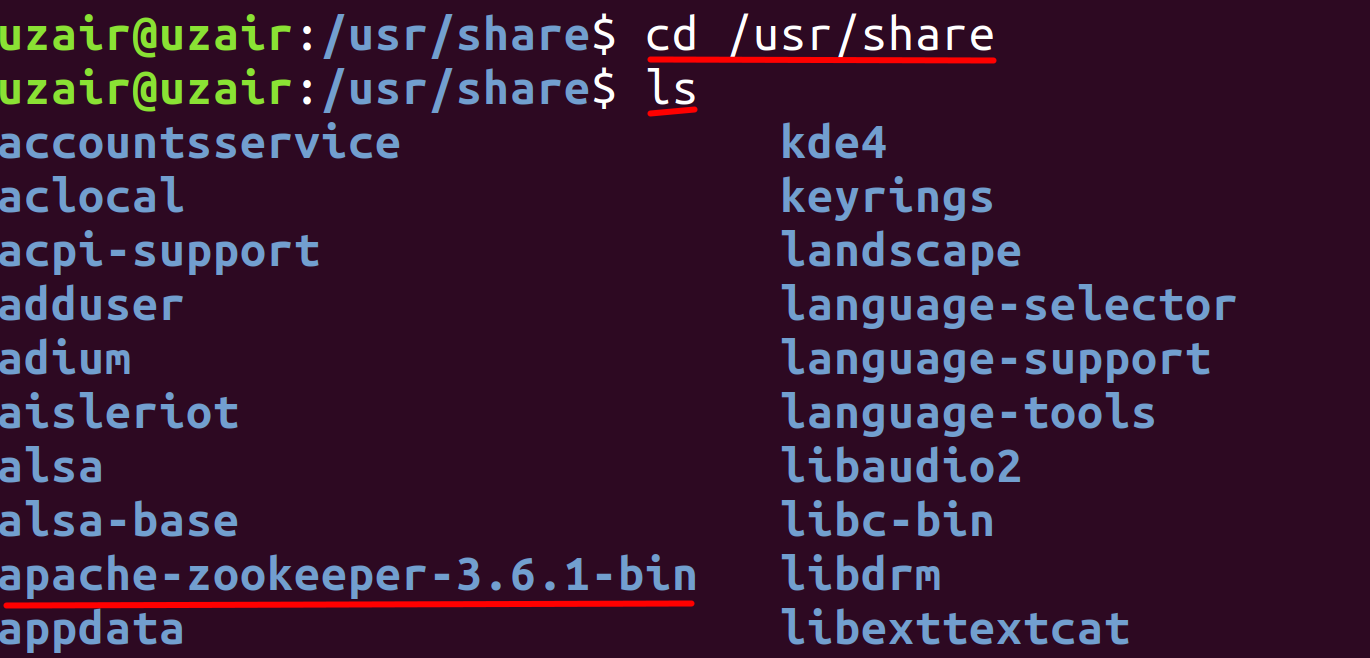 uzair@uzair:/usr/share$ cd /usr/share
uzair@uzair:/usr/share$ ls
accountsservice kde4
aclocal keyrings
acpi-support landscape
adduser language-selector
adium language-support
aisleriot language-tools
alsa libaudio2
alsa-base libc-bin
apache-zookeeper-3.6.1-bin libdrm
appdata libexttextcat